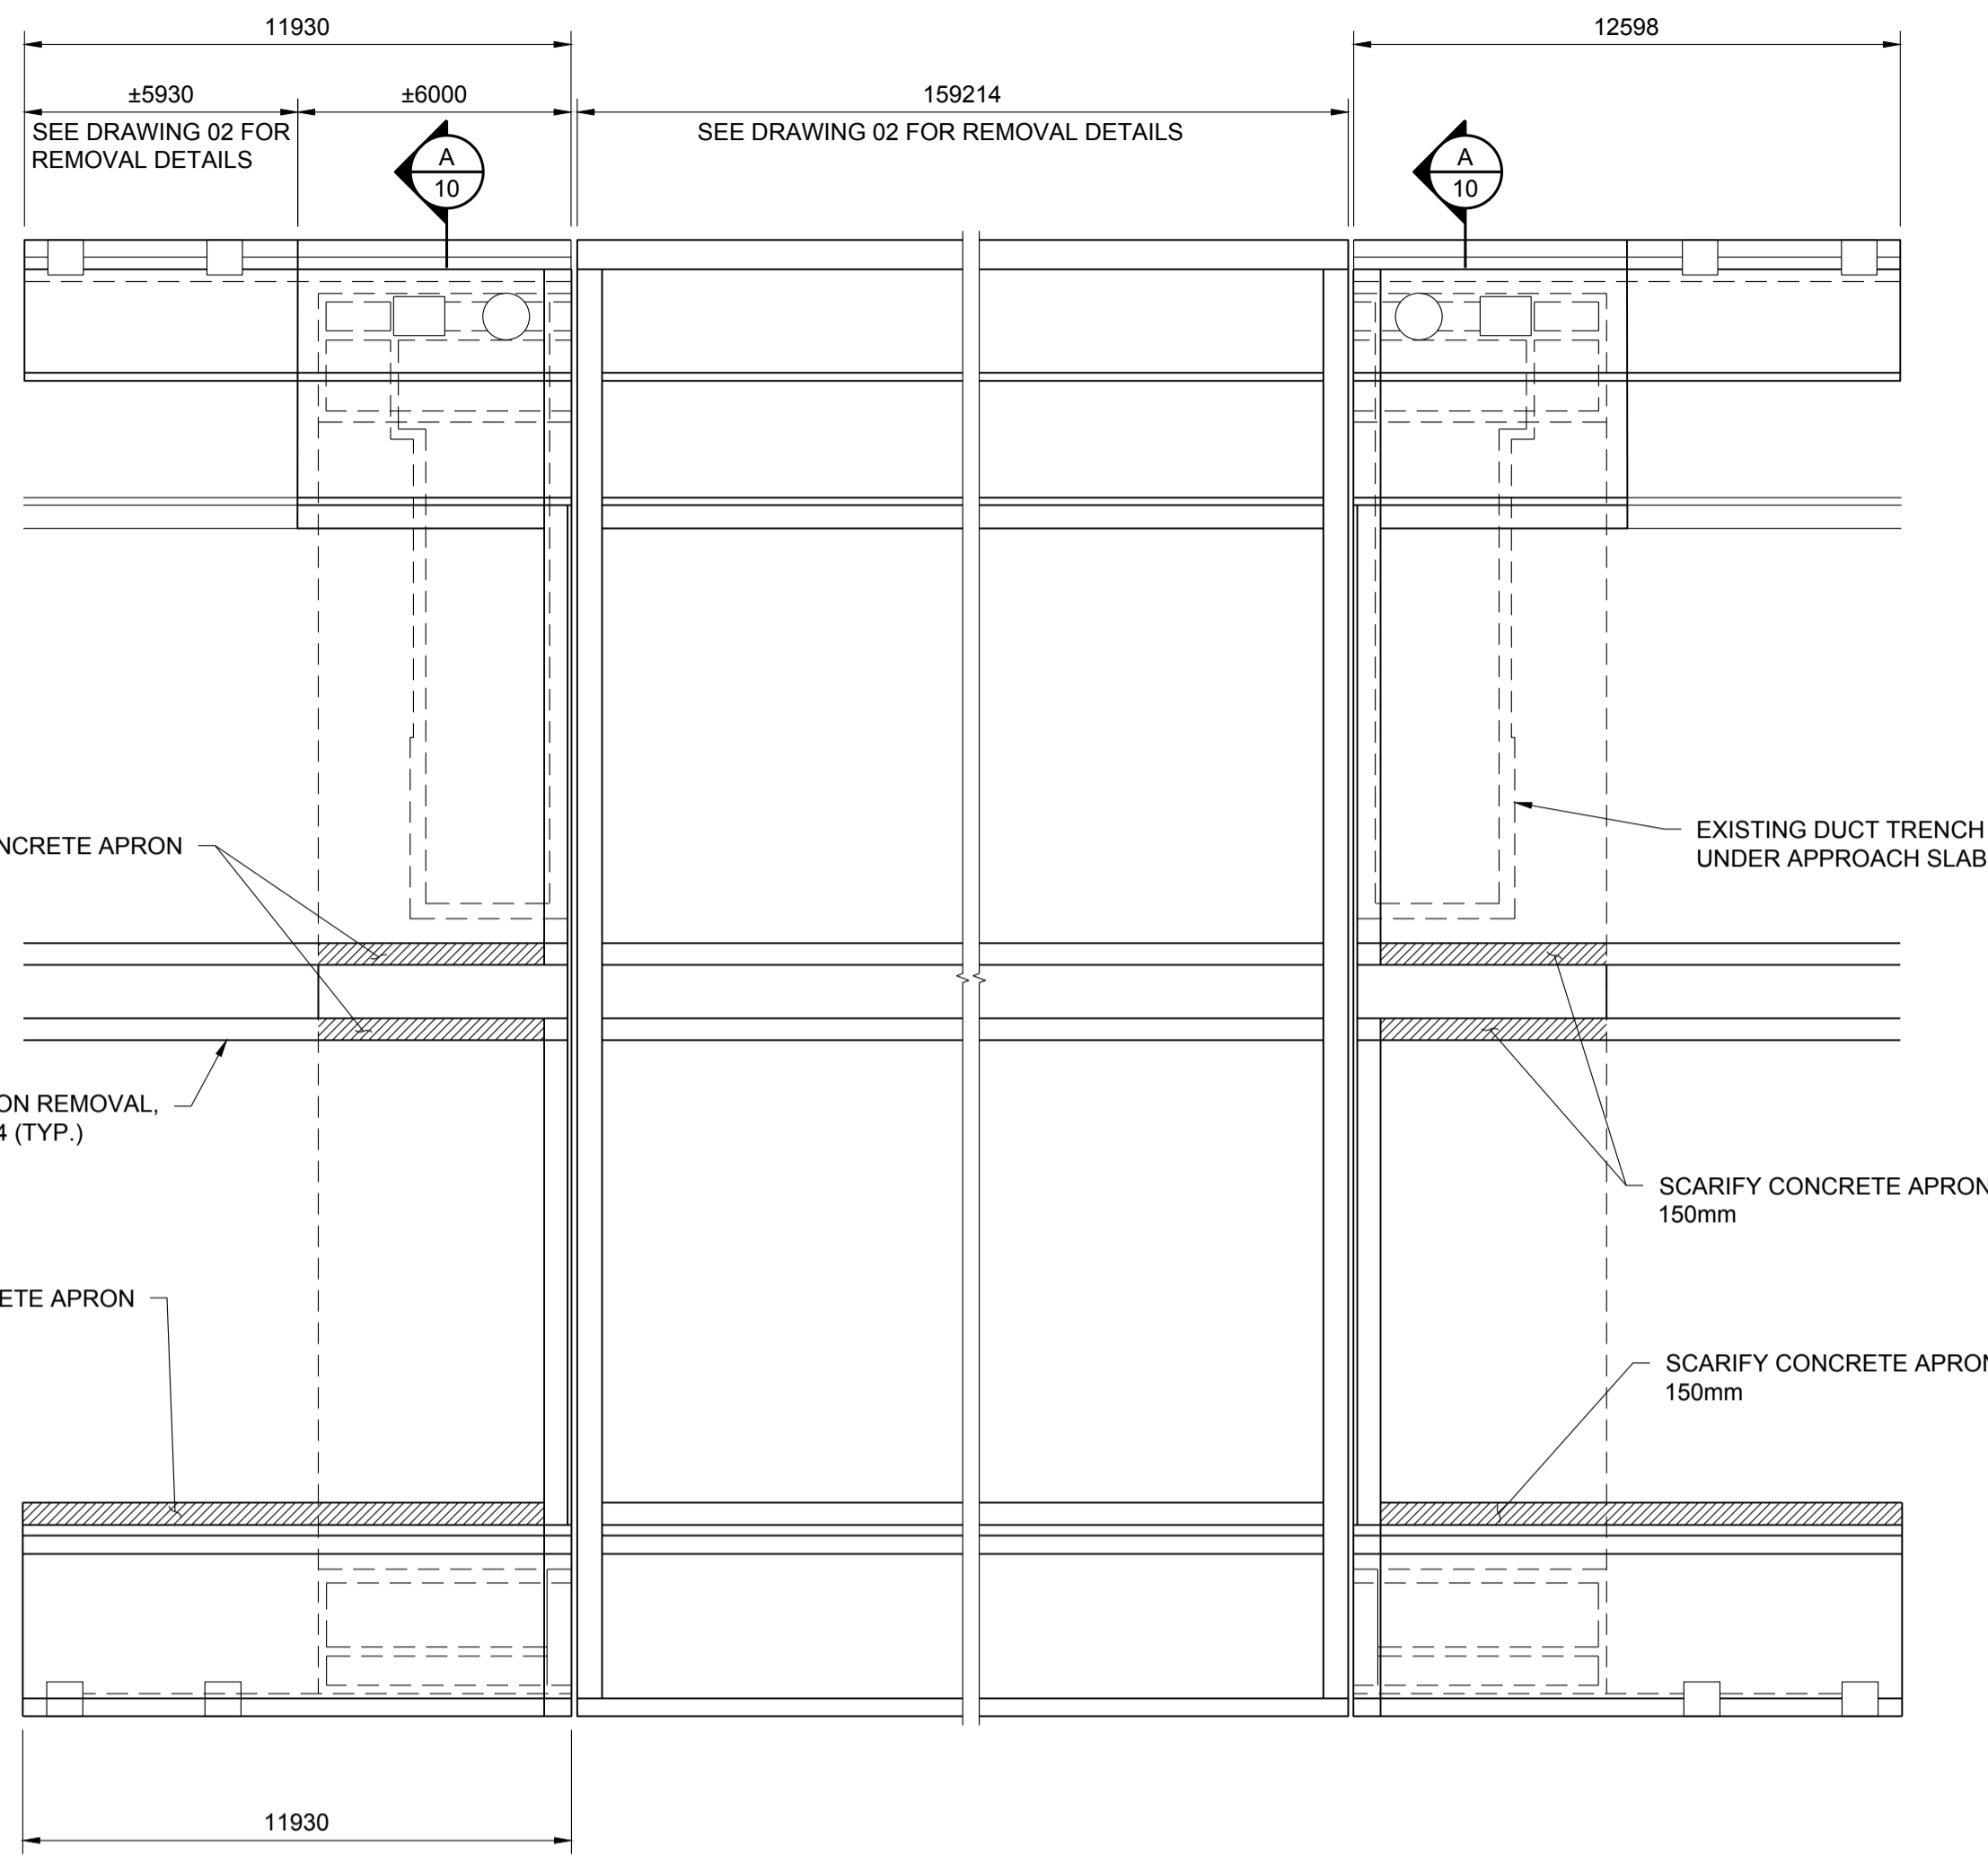 11930
12598
±5930
±6000
159214
SEE DRAWING 02 FOR
REMOVAL DETAILS
SEE DRAWING 02 FOR REMOVAL DETAILS
A
10
A
10
EXISTING DUCT TRENCH
UNDER APPROACH SLAB
NCRETE APRON
ON REMOVAL,
4 (TYP.)
SCARIFY CONCRETE APRON
150mm
ETE APRON
SCARIFY CONCRETE APRON
150mm
11930